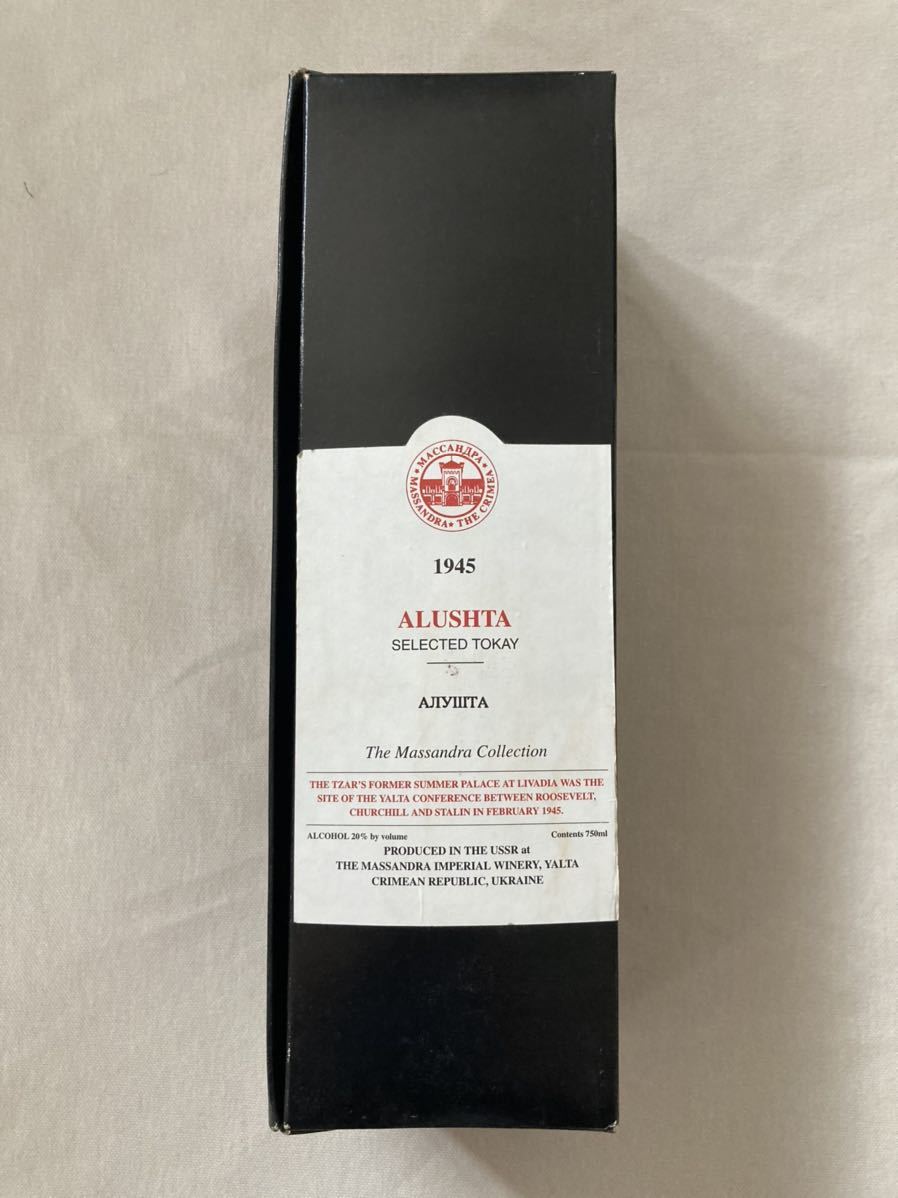 МАССАНДРА
MASSANDRA★THE CRIMEA
1945
ALUSHTA
SELECTED TOKAY
АЛУШТА
The Massandra Collection
THE TZAR'S FORMER SUMMER PALACE AT LIVADIA WAS THE
SITE OF THE YALTA CONFERENCE BETWEEN ROOSEVELT,
CHURCHILL AND STALIN IN FEBRUARY 1945.
ALCOHOL 20% by volume Contents 750ml
PRODUCED IN THE USSR at
THE MASSANDRA IMPERIAL WINERY, YALTA
CRIMEAN REPUBLIC, UKRAINE